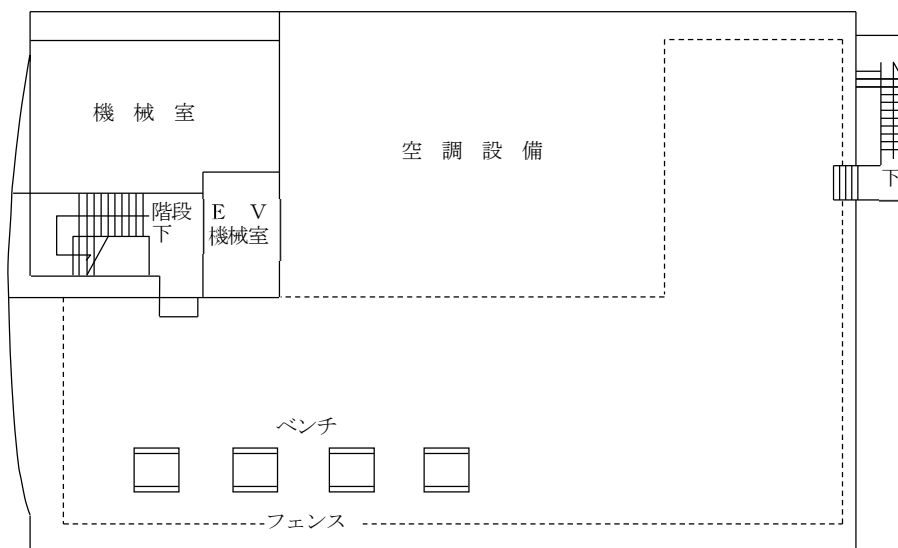 機 械 室
空 調 設 備
階段
下
Ｅ Ｖ
機械室
下
ベンチ
フェンス